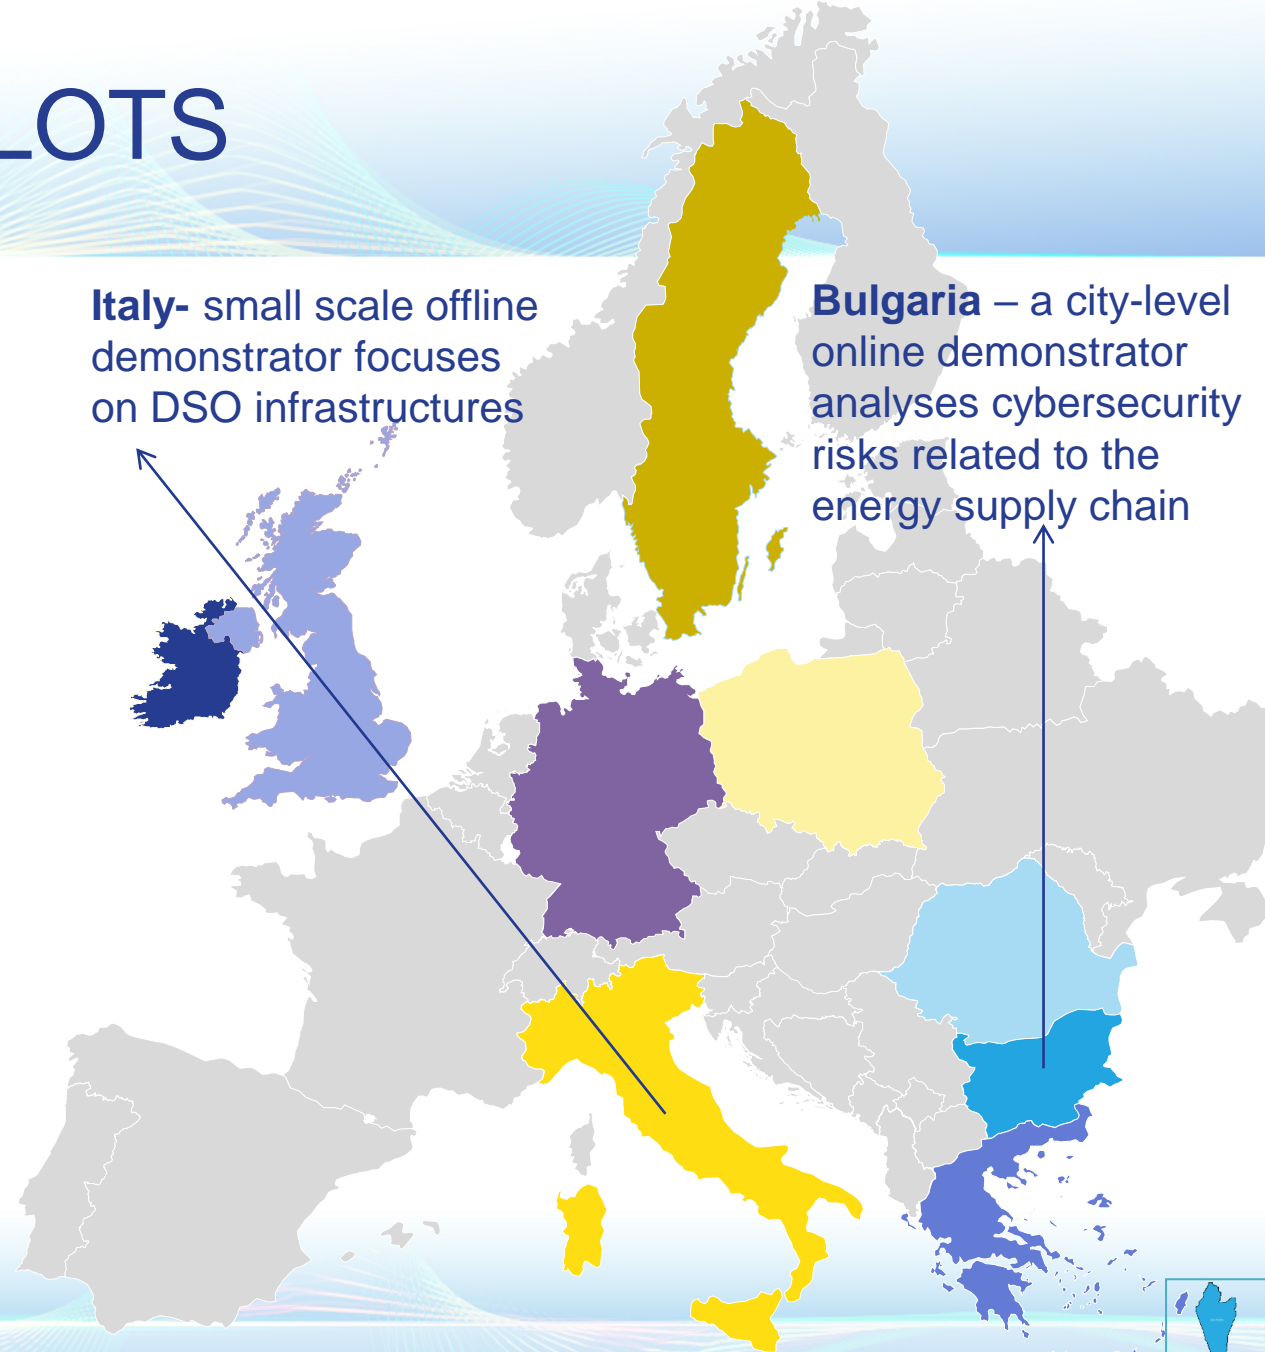 LOTS
Italy- small scale offline
demonstrator focuses
on DSO infrastructures
Bulgaria – a city-level
online demonstrator
analyses cybersecurity
risks related to the
energy supply chain